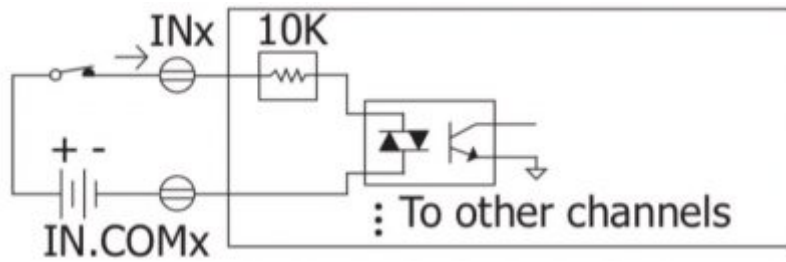 INx
10K
+ -
IN.COMx
To other channels